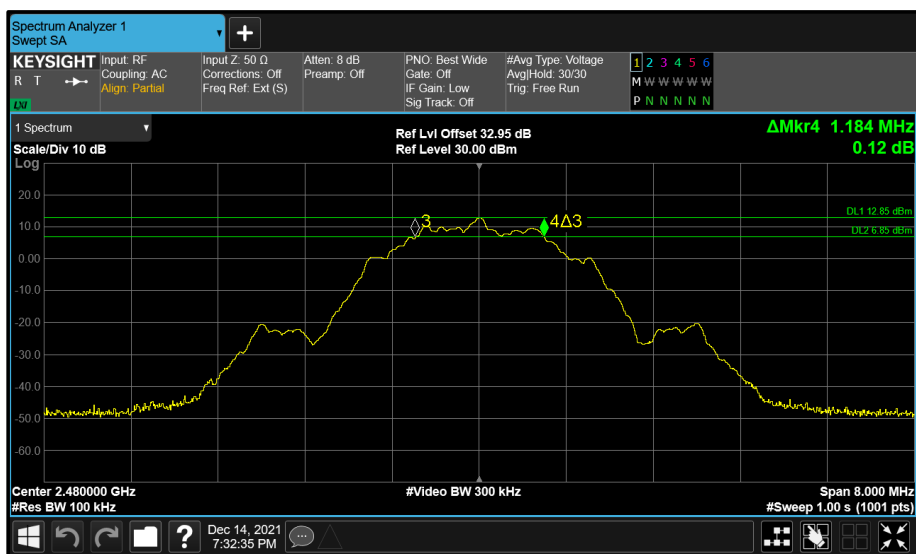 Spectrum Analyzer 1
Swept SA
KEYSIGHT
R T
LXI
Input: RF
Coupling: AC
Align: Partial
Input Z: 50 Ω
Corrections: Off
Freq Ref: Ext (S)
Atten: 8 dB
Preamp: Off
PNO: Best Wide
Gate: Off
IF Gain: Low
Sig Track: Off
#Avg Type: Voltage
Avg|Hold: 30/30
Trig: Free Run
1 2 3 4 5 6
M W W W W W
P N N N N N
1 Spectrum
Scale/Div 10 dB
Ref Lvl Offset 32.95 dB
Ref Level 30.00 dBm
ΔMkr4 1.184 MHz
0.12 dB
Log
20.0
10.0
0.00
-10.0
-20.0
-30.0
-40.0
-50.0
-60.0
3
4Δ3
DL1 12.85 dBm
DL2 6.85 dBm
Center 2.480000 GHz
#Res BW 100 kHz
#Video BW 300 kHz
Span 8.000 MHz
#Sweep 1.00 s (1001 pts)
?
Dec 14, 2021
7:32:35 PM